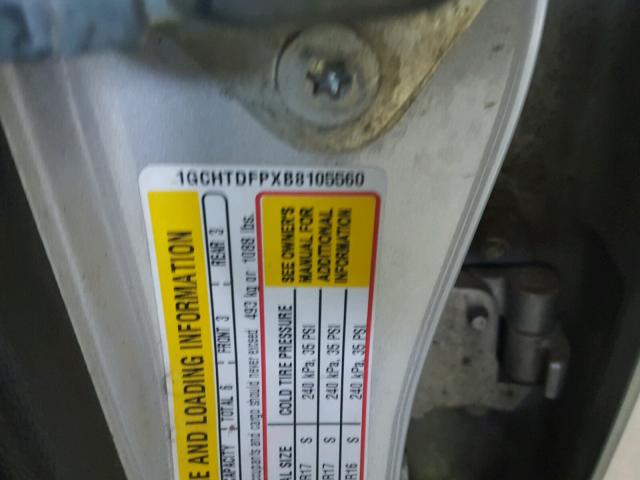 1GCHTDFPXB8105560
E AND LOADING INFORMATION
CAPACITY TOTAL 6 FRONT 3 REAR 3
occupants and cargo should never exceed 493 kg or 1088 lbs.
SIZE COLD TIRE PRESSURE
SEE OWNER'S
MANUAL FOR
ADDITIONAL
INFORMATION
R17 S 240 kPa, 35 PSI
R17 S 240 kPa, 35 PSI
R16 S 240 kPa, 35 PSI